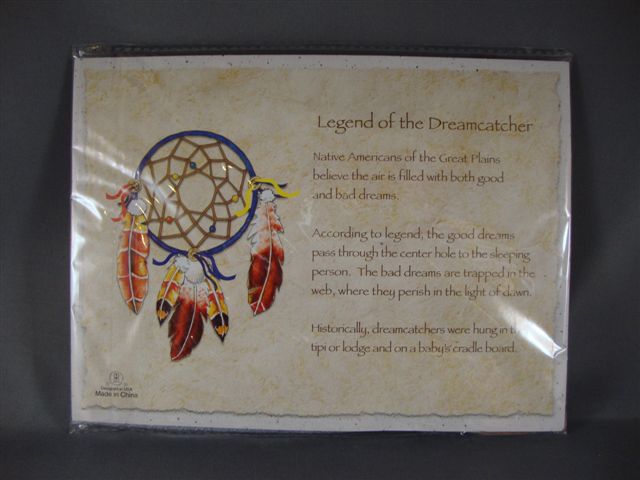 Legend of the Dreamcatcher
Native Americans of the Great Plains
believe the air is filled with both good
and bad dreams.
According to legend, the good dreams
pass through the center hole to the sleeping
person. The bad dreams are trapped in the
web, where they perish in the light of dawn.
Historically, dreamcatchers were hung in
tipi or lodge and on a baby's cradle board.
Designed in USA
Made in China